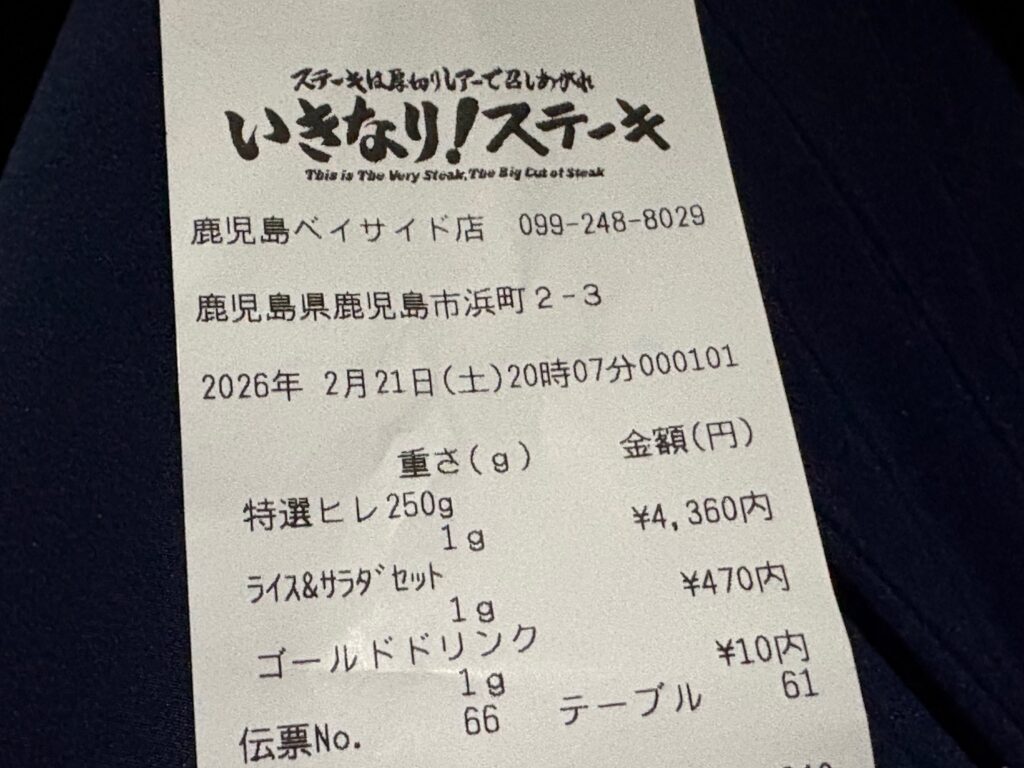 ステーキは厚切りレアーで召しあがれ
いきなり!ステーキ
This is The Very Steak, The Big Cut of Steak
鹿児島ベイサイド店 099-248-8029
鹿児島県鹿児島市浜町2-3
2026年 2月21日(土)20時07分000101
重さ(g) 金額(円)
特選ヒレ250g
1g ¥4,360内
ライス&サラダセット
1g ¥470内
ゴールドドリンク
1g ¥10内
伝票No. 66 テーブル 61